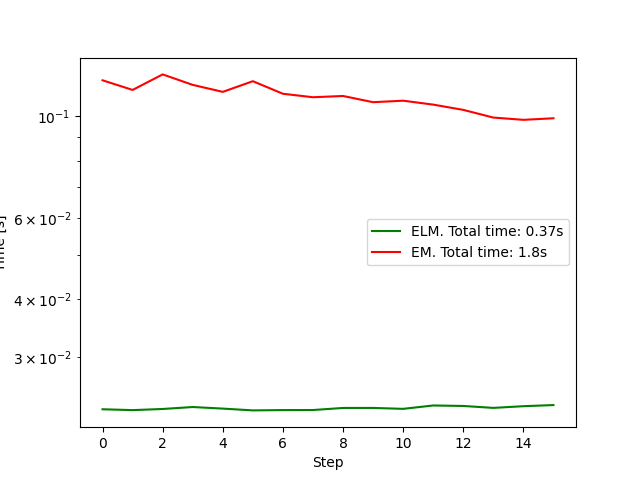 10⁻¹
6 × 10⁻²
4 × 10⁻²
3 × 10⁻²
Time [s]
ELM. Total time: 0.37s
EM. Total time: 1.8s
0 2 4 6 8 10 12 14
Step